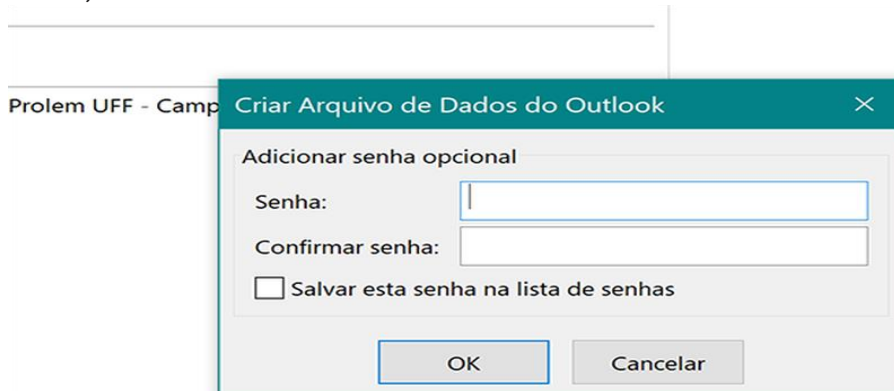 Prolem UFF - Camp
Criar Arquivo de Dados do Outlook
Adicionar senha opcional
Senha:
Confirmar senha:
Salvar esta senha na lista de senhas
OK Cancelar